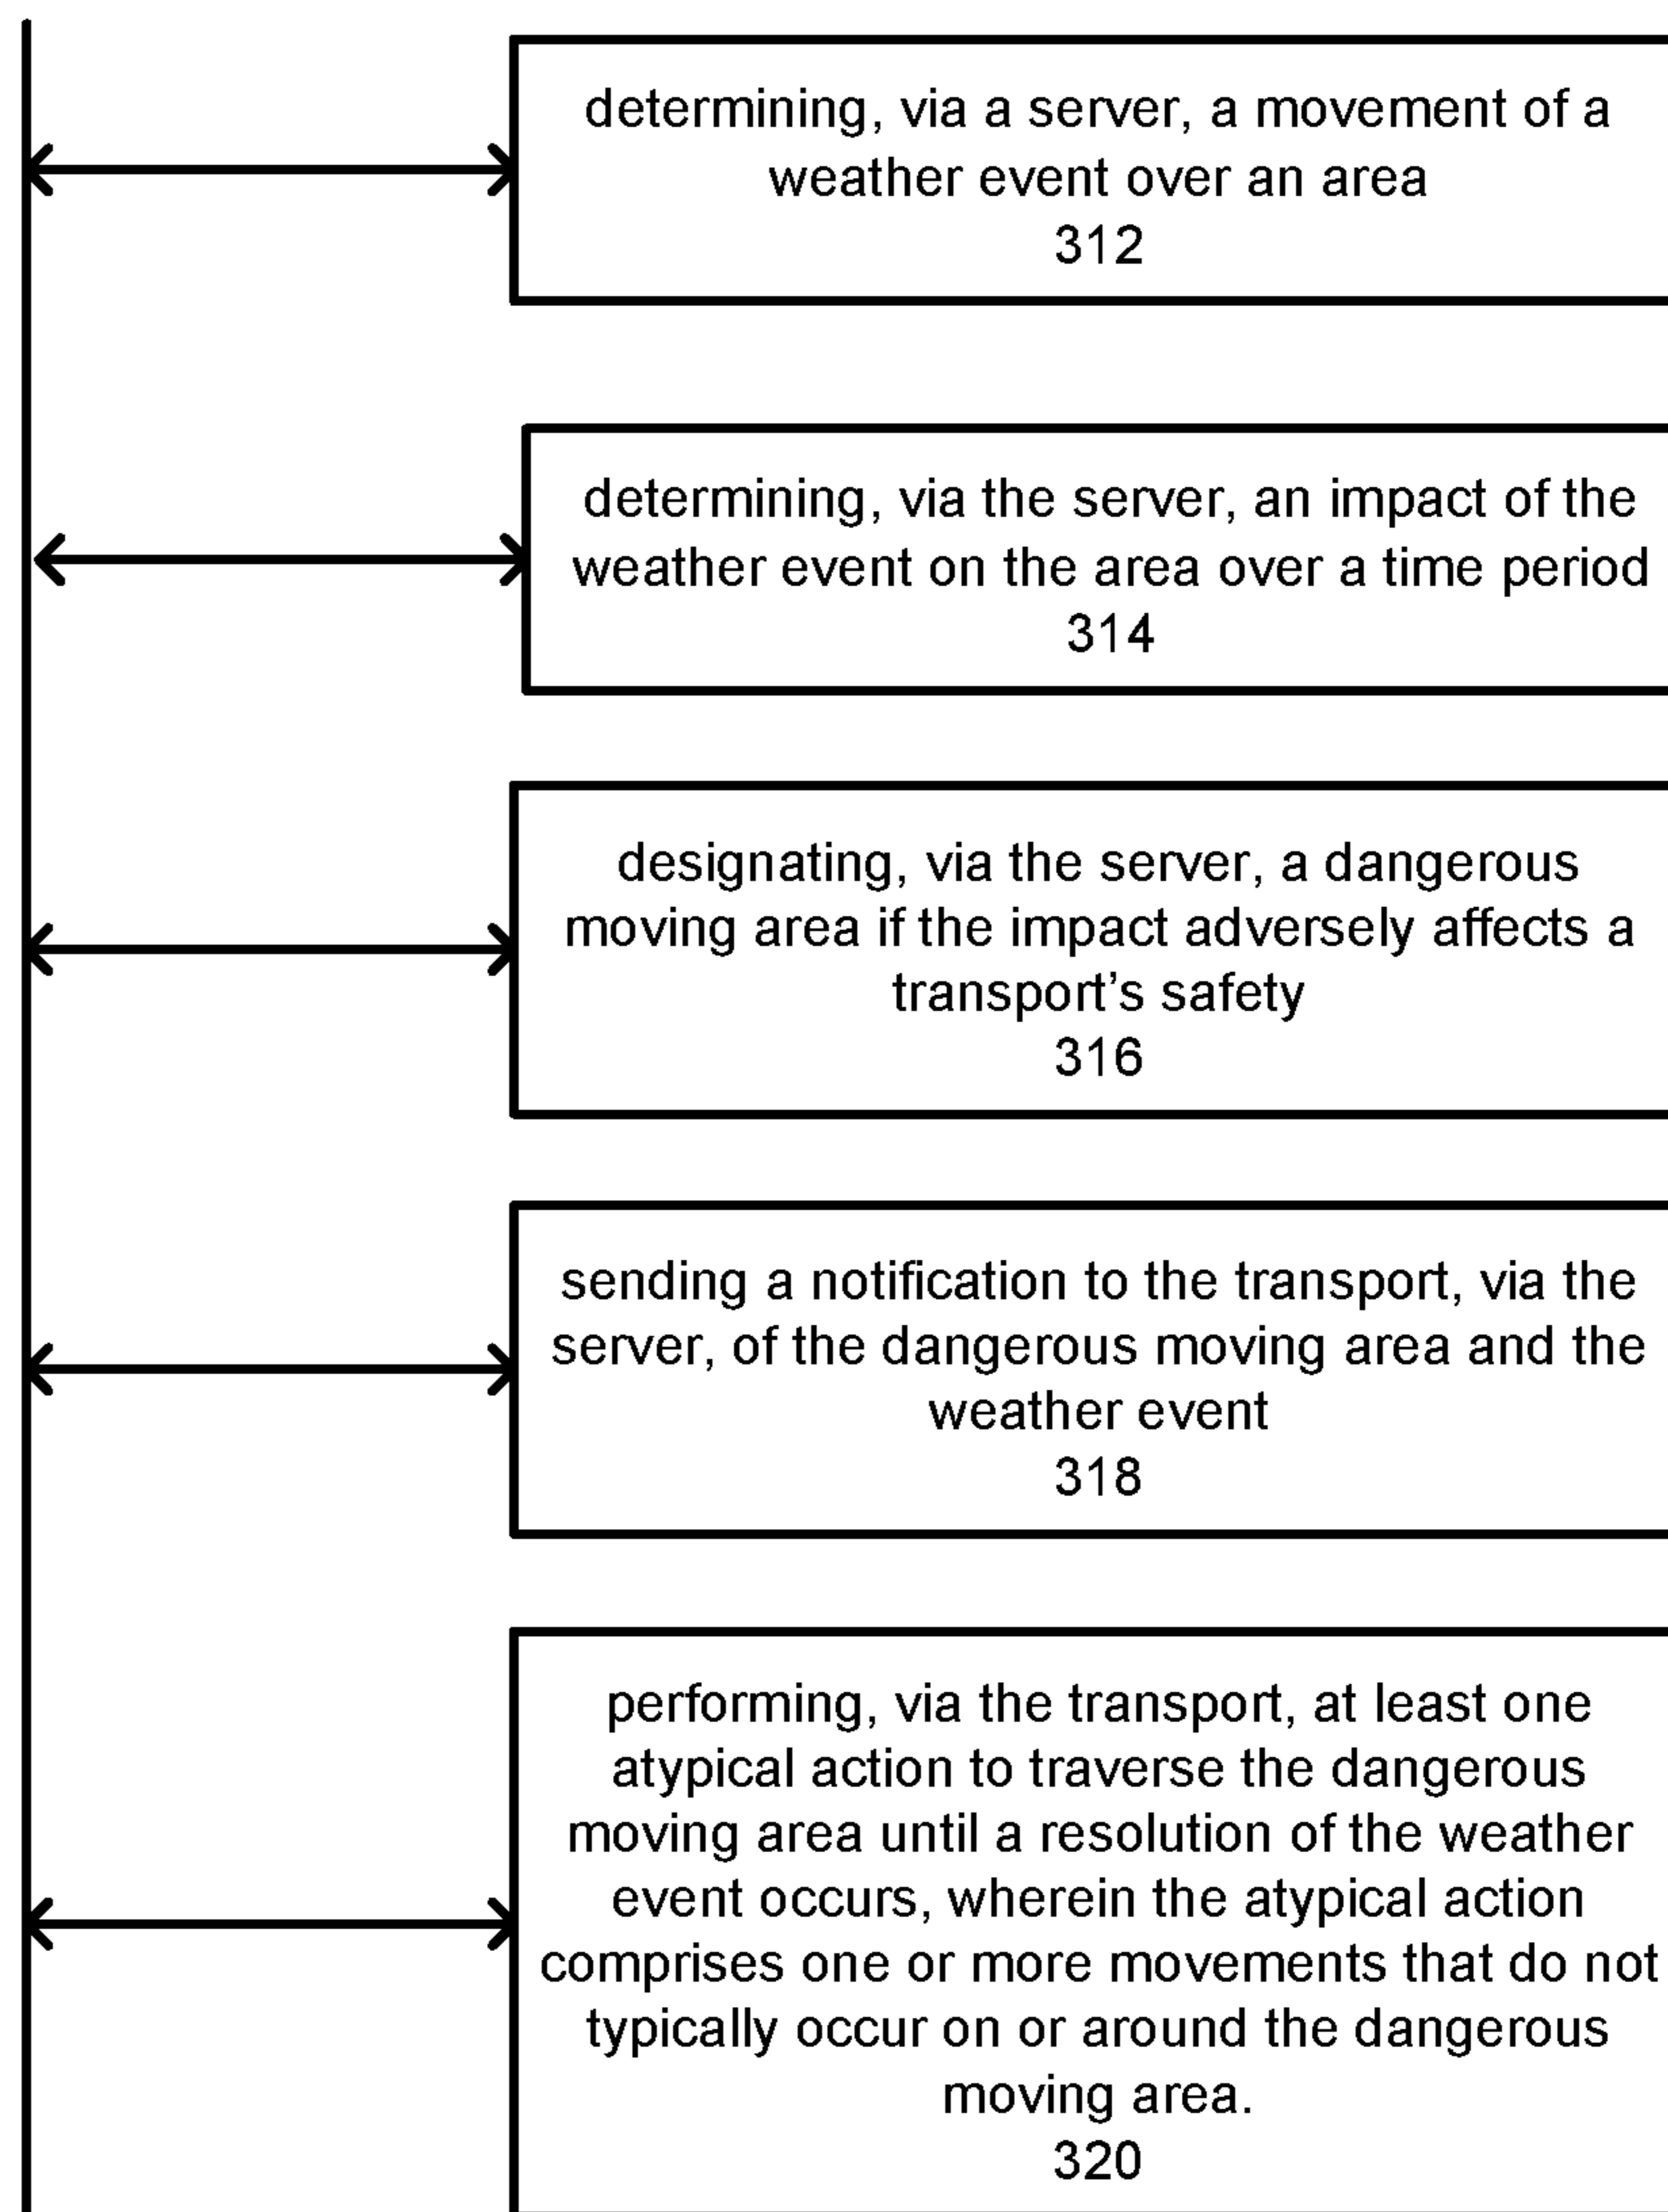 determining, via a server, a movement of a
weather event over an area
312
determining, via the server, an impact of the
weather event on the area over a time period
314
designating, via the server, a dangerous
moving area if the impact adversely affects a
transport’s safety
316
sending a notification to the transport, via the
server, of the dangerous moving area and the
weather event
318
performing, via the transport, at least one
atypical action to traverse the dangerous
moving area until a resolution of the weather
event occurs, wherein the atypical action
comprises one or more movements that do not
typically occur on or around the dangerous
moving area.
320